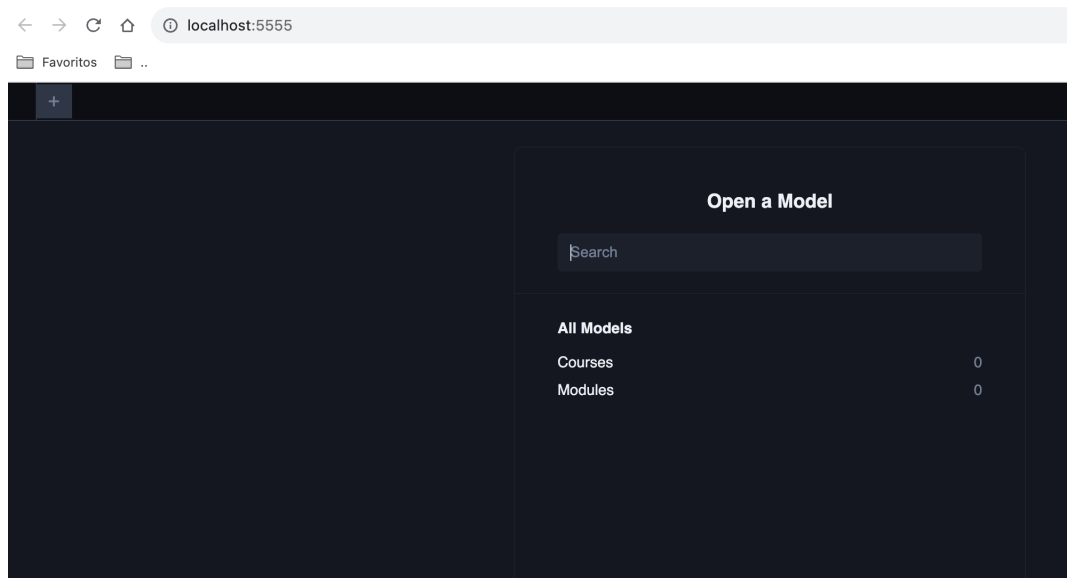 localhost:5555
Favoritos ..
+
Open a Model
Search
All Models
Courses 0
Modules 0